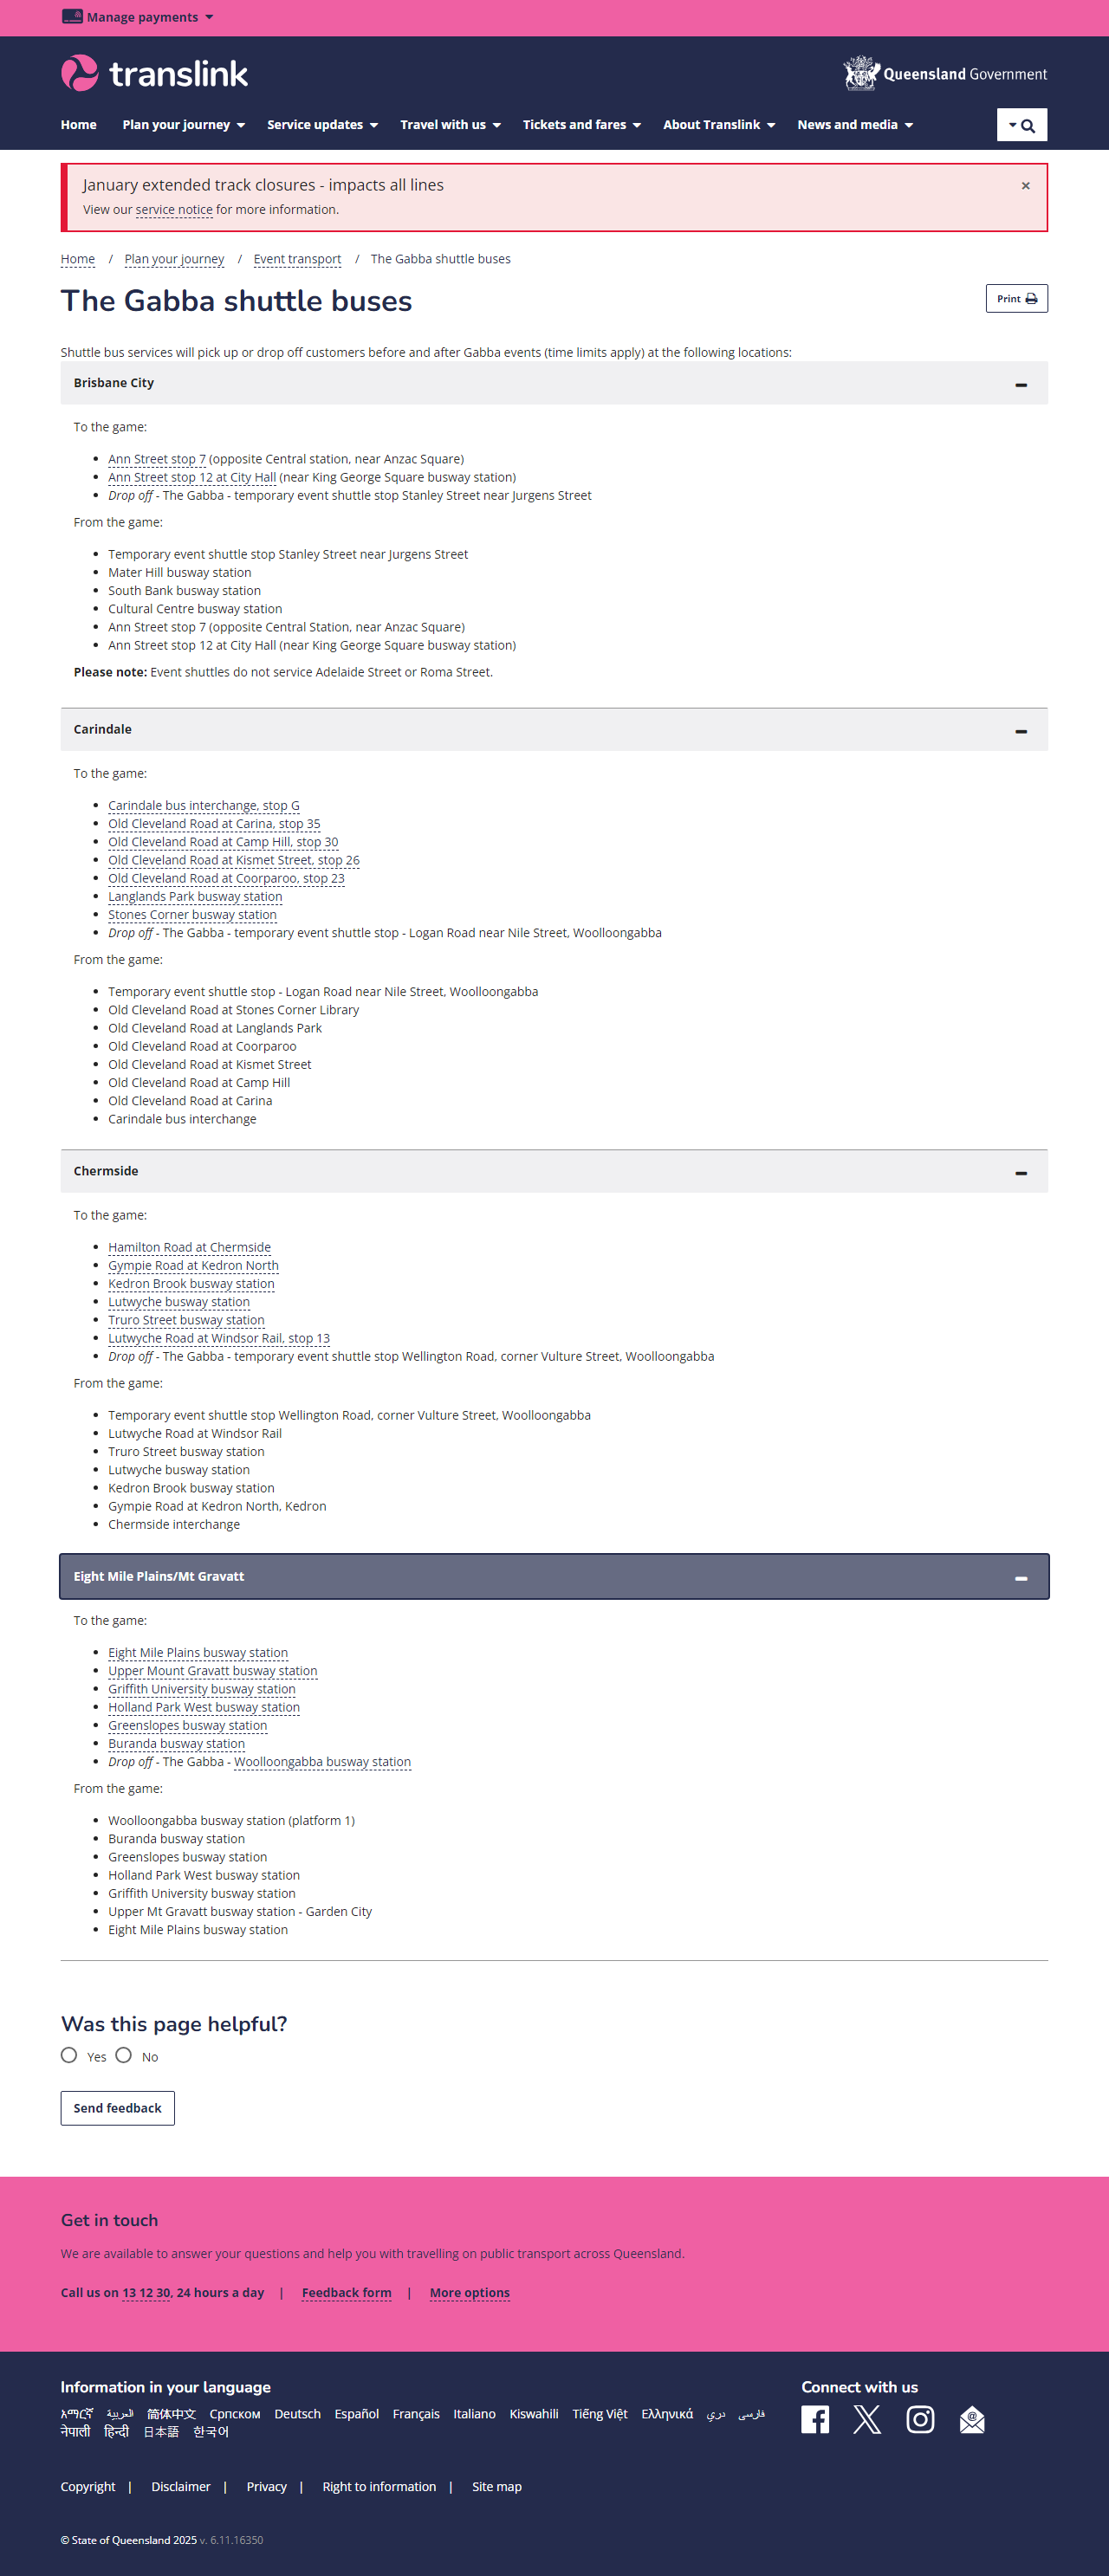 Manage payments
translink
Queensland Government
Home Plan your journey Service updates Travel with us Tickets and fares About Translink News and media
January extended track closures - impacts all lines
×
View our service notice for more information.
Home / Plan your journey / Event transport / The Gabba shuttle buses
The Gabba shuttle buses
Print
Shuttle bus services will pick up or drop off customers before and after Gabba events (time limits apply) at the following locations:
Brisbane City
To the game:
• Ann Street stop 7 (opposite Central station, near Anzac Square)
• Ann Street stop 12 at City Hall (near King George Square busway station)
• Drop off - The Gabba - temporary event shuttle stop Stanley Street near Jurgens Street
From the game:
• Temporary event shuttle stop Stanley Street near Jurgens Street
• Mater Hill busway station
• South Bank busway station
• Cultural Centre busway station
• Ann Street stop 7 (opposite Central Station, near Anzac Square)
• Ann Street stop 12 at City Hall (near King George Square busway station)
Please note: Event shuttles do not service Adelaide Street or Roma Street.
Carindale
To the game:
• Carindale bus interchange, stop G
• Old Cleveland Road at Carina, stop 35
• Old Cleveland Road at Camp Hill, stop 30
• Old Cleveland Road at Kismet Street, stop 26
• Old Cleveland Road at Coorparoo, stop 23
• Langlands Park busway station
• Stones Corner busway station
• Drop off - The Gabba - temporary event shuttle stop - Logan Road near Nile Street, Woolloongabba
From the game:
• Temporary event shuttle stop - Logan Road near Nile Street, Woolloongabba
• Old Cleveland Road at Stones Corner Library
• Old Cleveland Road at Langlands Park
• Old Cleveland Road at Coorparoo
• Old Cleveland Road at Kismet Street
• Old Cleveland Road at Camp Hill
• Old Cleveland Road at Carina
• Carindale bus interchange
Chermside
To the game:
• Hamilton Road at Chermside
• Gympie Road at Kedron North
• Kedron Brook busway station
• Lutwyche busway station
• Truro Street busway station
• Lutwyche Road at Windsor Rail, stop 13
• Drop off - The Gabba - temporary event shuttle stop Wellington Road, corner Vulture Street, Woolloongabba
From the game:
• Temporary event shuttle stop Wellington Road, corner Vulture Street, Woolloongabba
• Lutwyche Road at Windsor Rail
• Truro Street busway station
• Lutwyche busway station
• Kedron Brook busway station
• Gympie Road at Kedron North, Kedron
• Chermside interchange
Eight Mile Plains/Mt Gravatt
To the game:
• Eight Mile Plains busway station
• Upper Mount Gravatt busway station
• Griffith University busway station
• Holland Park West busway station
• Greenslopes busway station
• Buranda busway station
• Drop off - The Gabba - Woolloongabba busway station
From the game:
• Woolloongabba busway station (platform 1)
• Buranda busway station
• Greenslopes busway station
• Holland Park West busway station
• Griffith University busway station
• Upper Mt Gravatt busway station - Garden City
• Eight Mile Plains busway station
Was this page helpful?
Yes No
Send feedback
Get in touch
We are available to answer your questions and help you with travelling on public transport across Queensland.
Call us on 13 12 30, 24 hours a day | Feedback form | More options
Information in your language
አማርኛ العربية 简体中文 Српском Deutsch Español Français Italiano Kiswahili Tiếng Việt Ελληνικά دری فارسی
नेपाली हिन्दी 日本語 한국어
Connect with us
Copyright | Disclaimer | Privacy | Right to information | Site map
© State of Queensland 2025 v. 6.11.16350